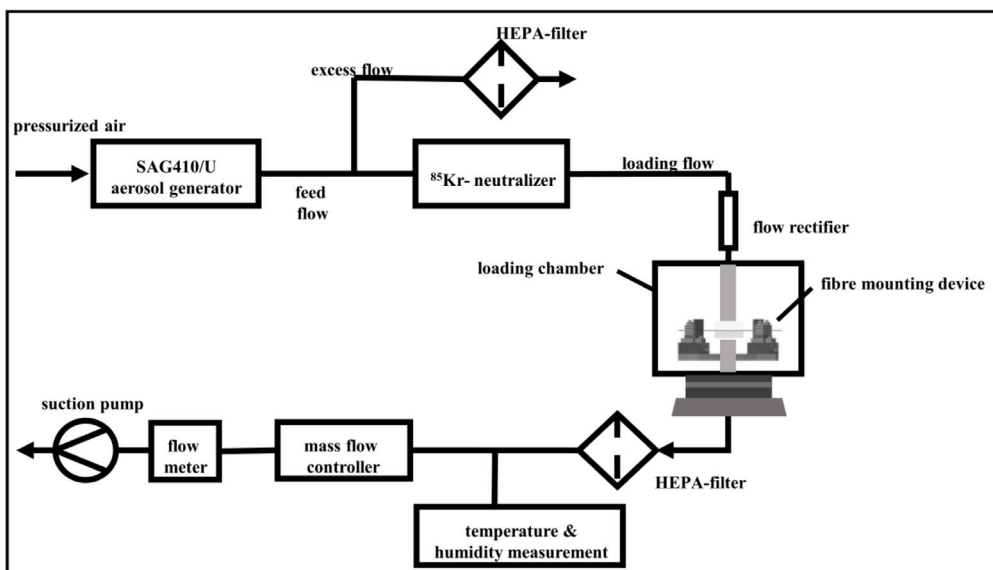 HEPA-filter
excess flow
pressurized air
SAG410/U
aerosol generator
feed
flow
⁸⁵Kr- neutralizer
loading flow
flow rectifier
loading chamber
fibre mounting device
suction pump
flow
meter
mass flow
controller
HEPA-filter
temperature &
humidity measurement